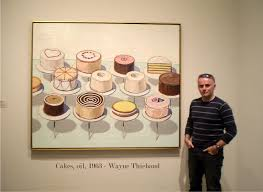 Cakes, oil, 1963 - Wayne Thiebaud